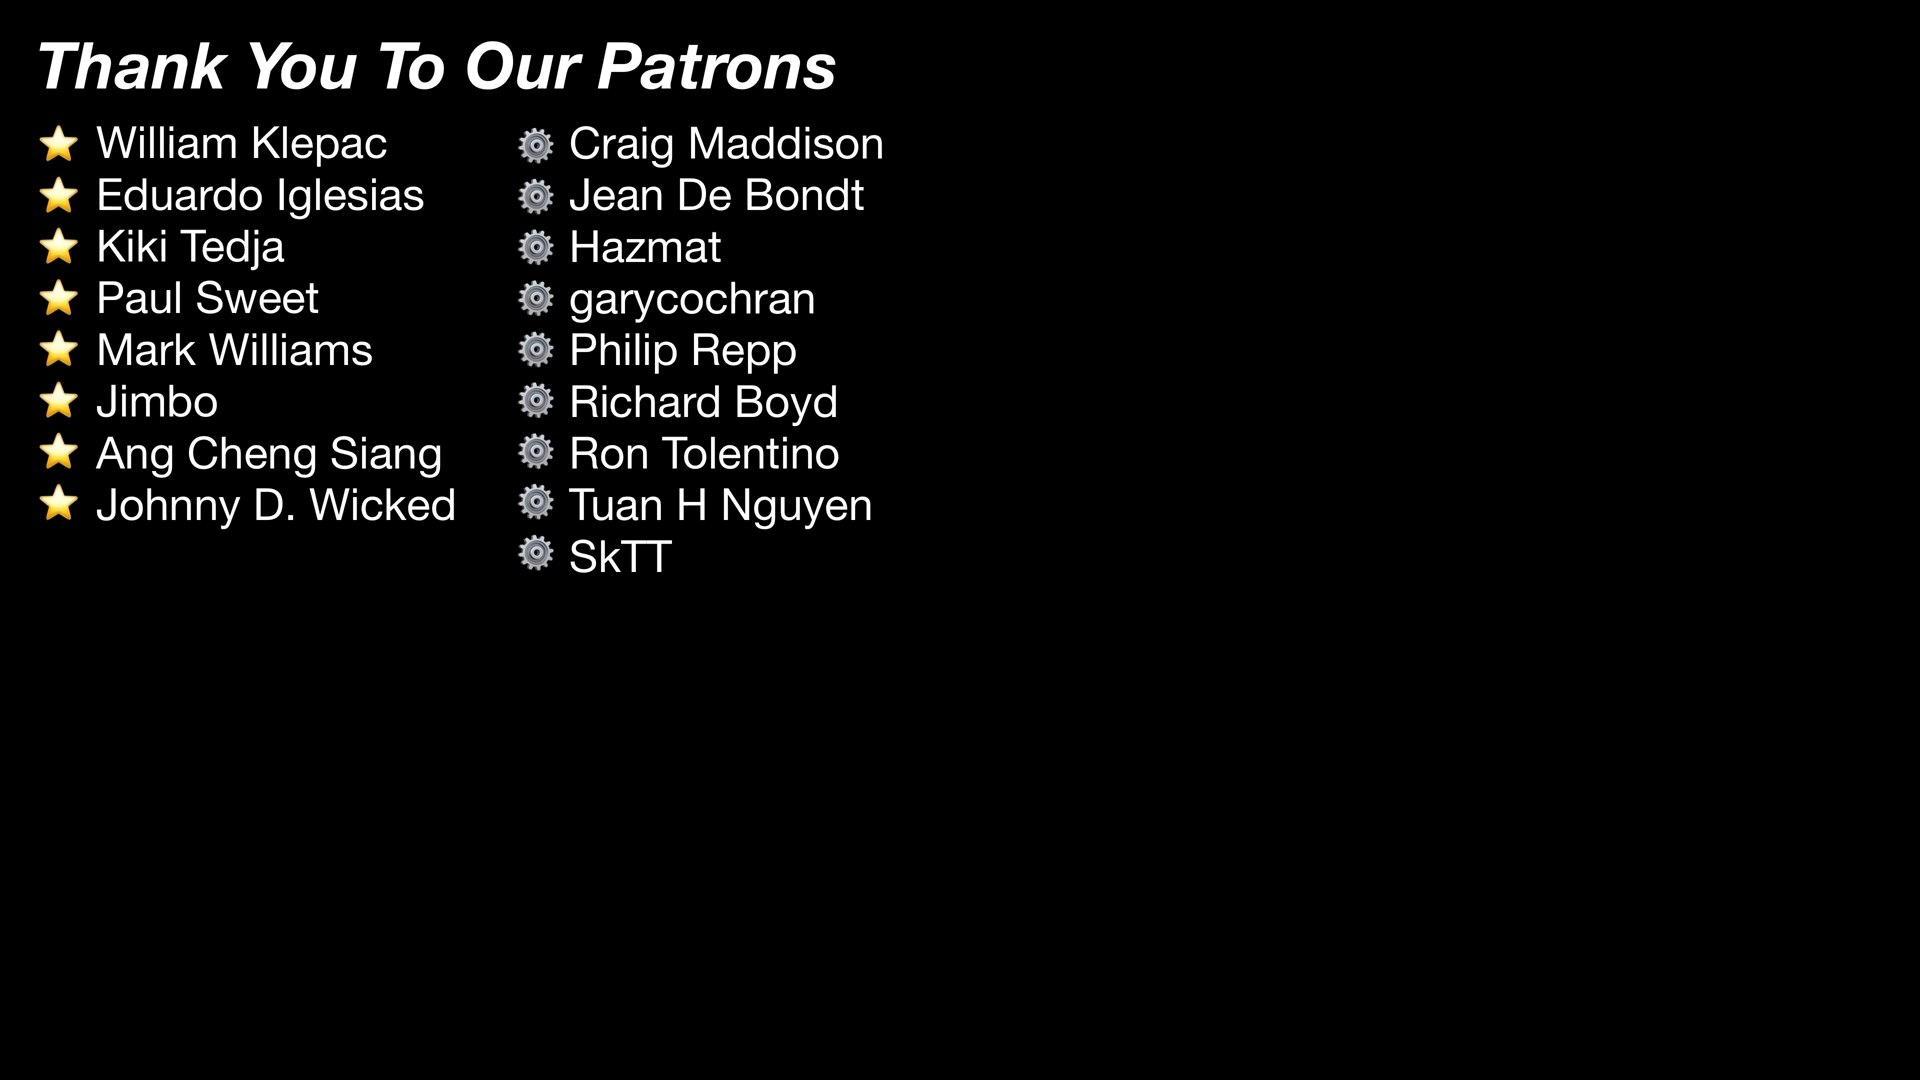 Thank You To Our Patrons
William Klepac
Eduardo Iglesias
Kiki Tedja
Paul Sweet
Mark Williams
Jimbo
Ang Cheng Siang
Johnny D. Wicked
Craig Maddison
Jean De Bondt
Hazmat
garycochran
Philip Repp
Richard Boyd
Ron Tolentino
Tuan H Nguyen
SkTT